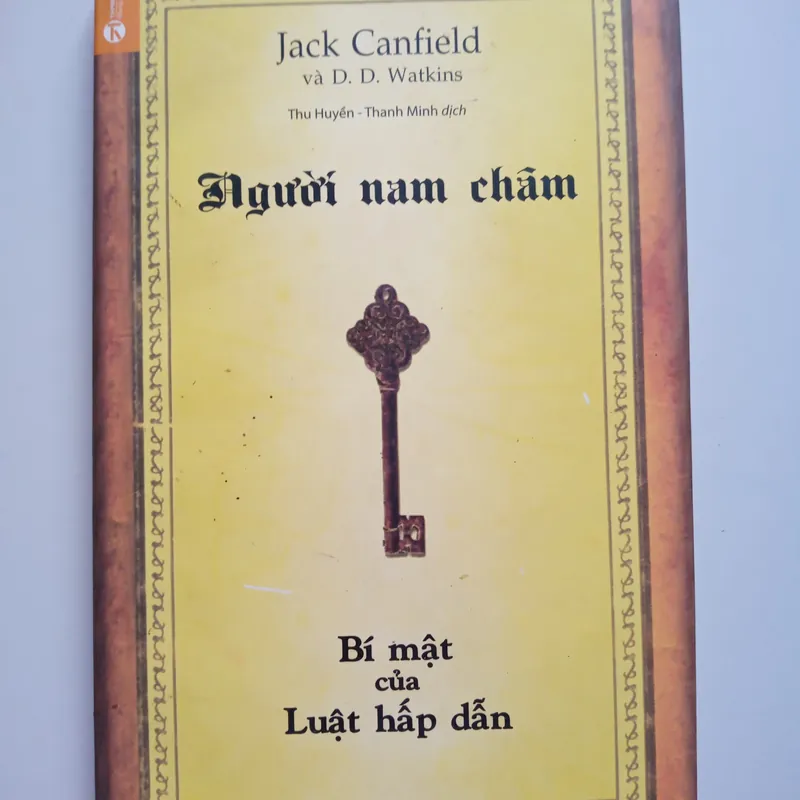 Jack Canfield
và D. D. Watkins
Thu Huyền - Thanh Minh dịch
Người nam châm
Bí mật
của
Luật hấp dẫn